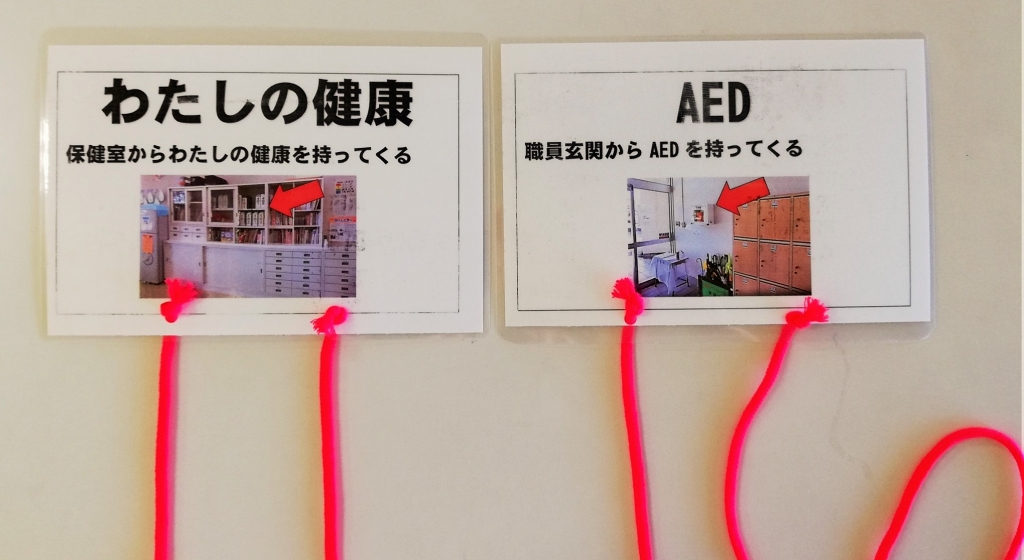 わたしの健康
保健室からわたしの健康を持ってくる
AED
職員玄関から AED を持ってくる